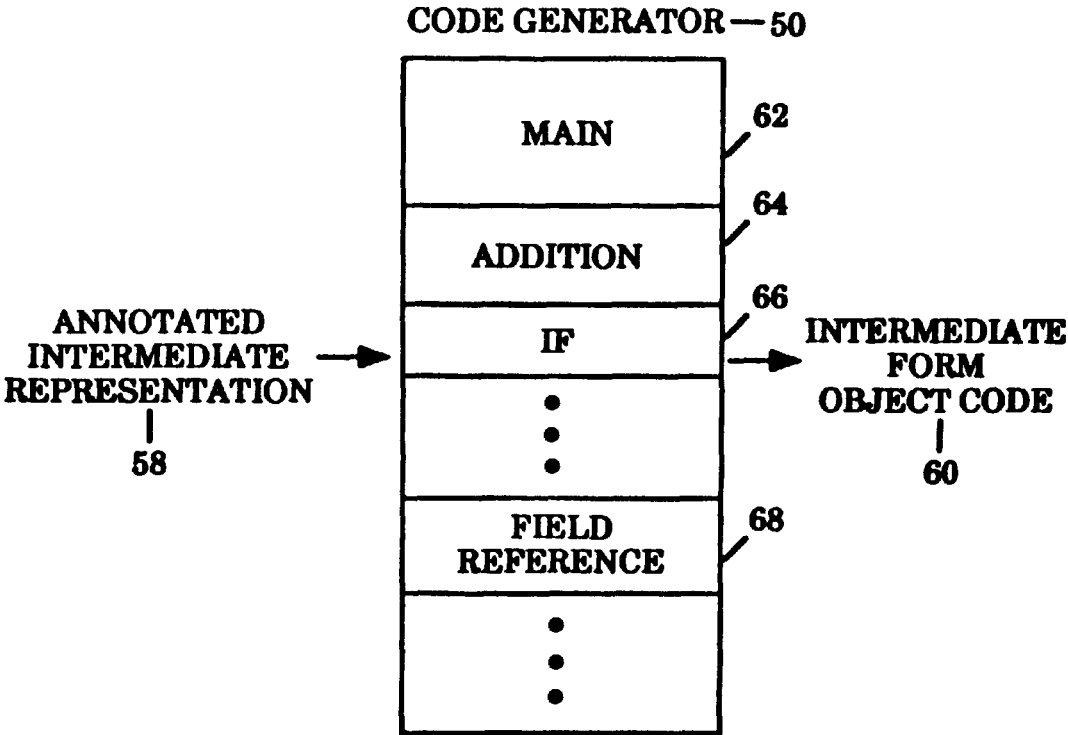 CODE GENERATOR — 50
MAIN
62
ADDITION
64
IF
66
FIELD
REFERENCE
68
ANNOTATED
INTERMEDIATE
REPRESENTATION
58
INTERMEDIATE
FORM
OBJECT CODE
60